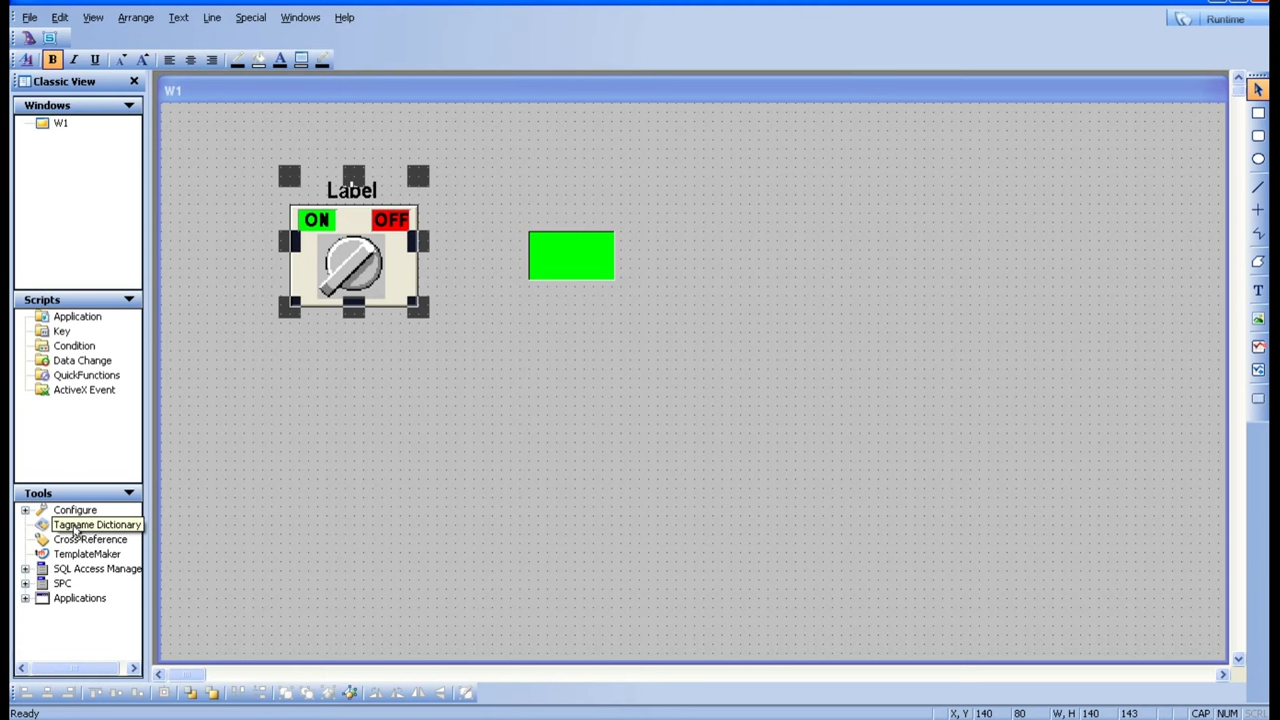 File Edit View Arrange Text Line Special Windows Help
Runtime
B I U A A A
Classic View
Windows
W1
W1
Label
ON OFF
Scripts
Application
Key
Condition
Data Change
QuickFunctions
ActiveX Event
Tools
Configure
Tagname Dictionary
Cross Reference
TemplateMaker
SQL Access Manage
SPC
Applications
T
Ready
X, Y 140 80 W, H 140 143 CAP NUM SCRL